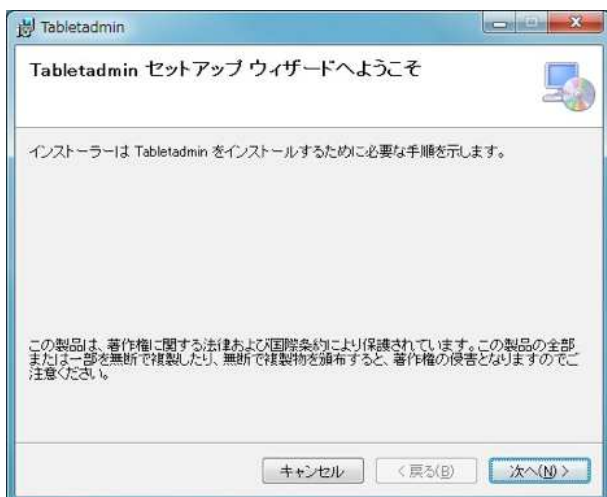 Tabletadmin
Tabletadmin セットアップ ウィザードへようこそ
インストーラーは Tabletadmin をインストールするために必要な手順を示します。
この製品は、著作権に関する法律および国際条約により保護されています。この製品の全部
または一部を無断で複製したり、無断で複製物を頒布すると、著作権の侵害となりますのでご
注意ください。
キャンセル
< 戻る(B)
次へ(N) >